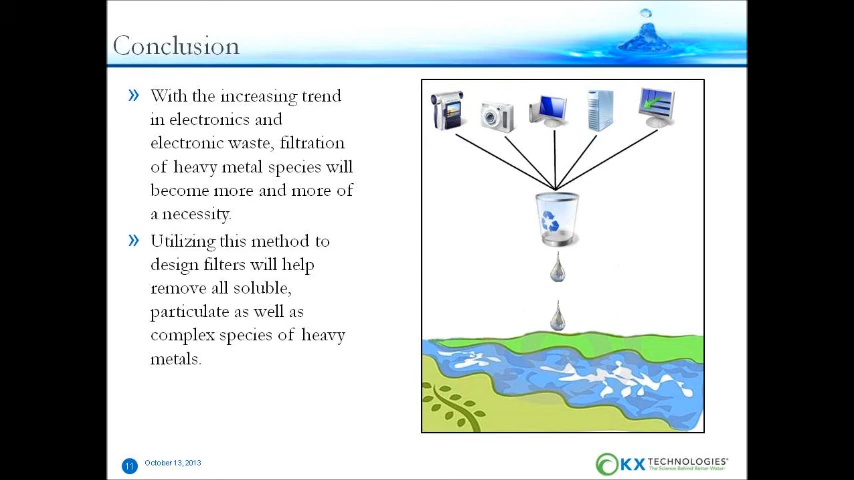 Conclusion
» With the increasing trend
in electronics and
electronic waste, filtration
of heavy metal species will
become more and more of
a necessity.
» Utilizing this method to
design filters will help
remove all soluble,
particulate as well as
complex species of heavy
metals.
11 October 13, 2013
KX TECHNOLOGIES
The Science Behind Better Water